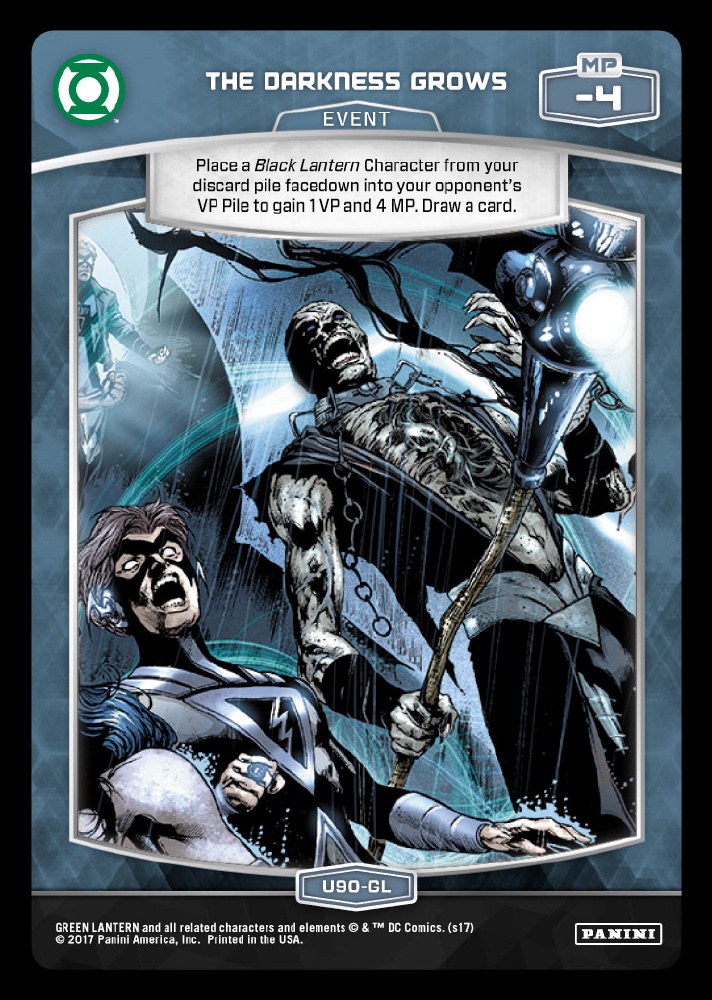 THE DARKNESS GROWS
MP
-4
EVENT
Place a Black Lantern Character from your
discard pile facedown into your opponent's
VP Pile to gain 1 VP and 4 MP. Draw a card.
U90-GL
GREEN LANTERN and all related characters and elements © & ™ DC Comics. (s17)
© 2017 Panini America, Inc. Printed in the USA.
PANINI